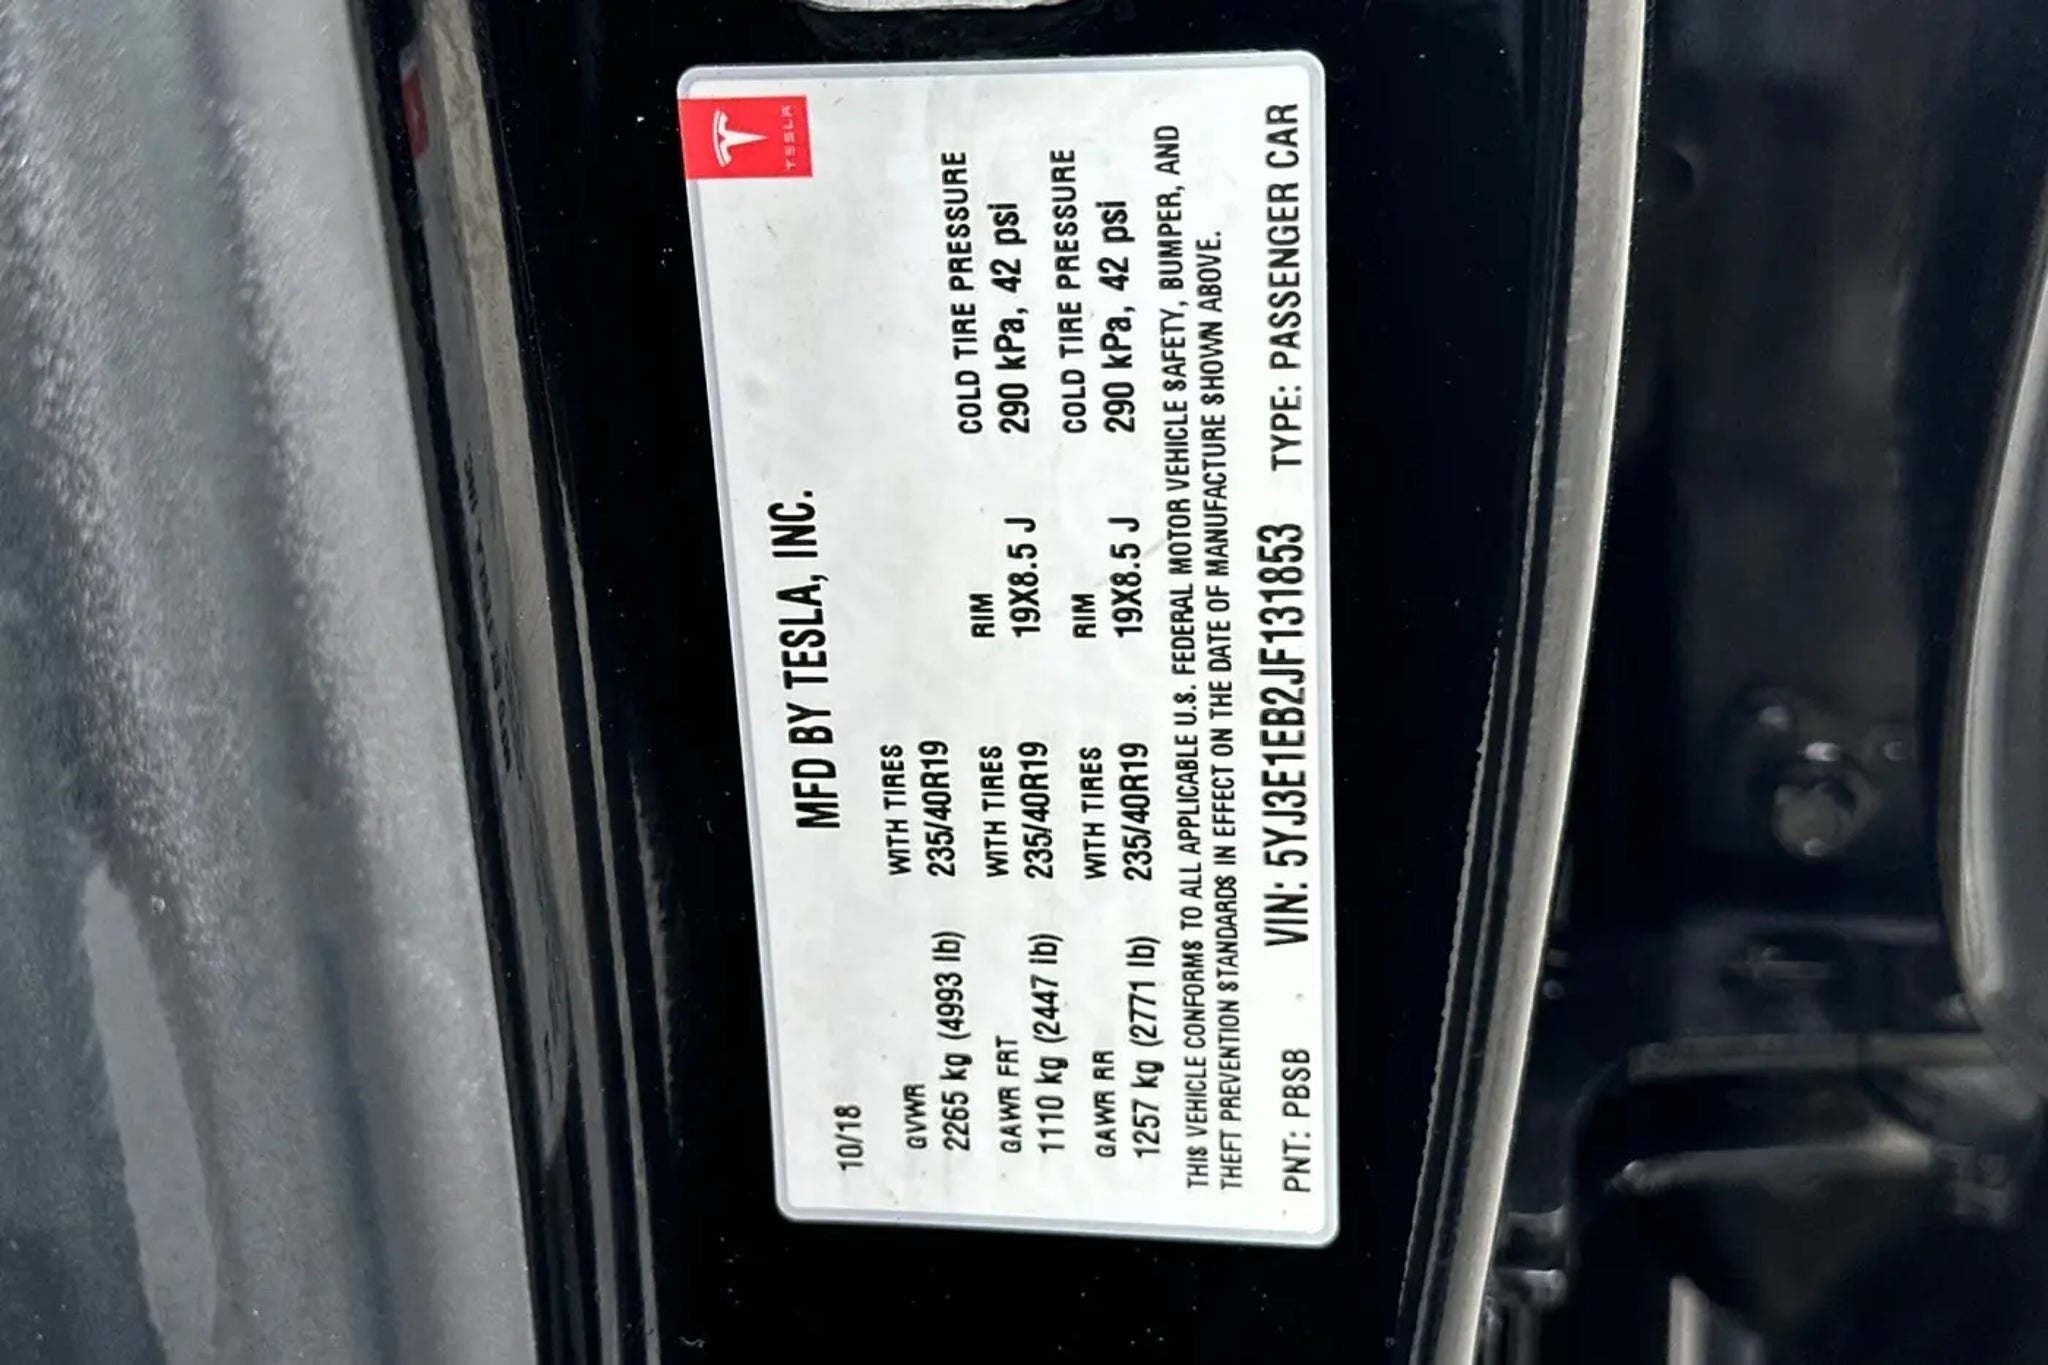 TESLA
MFD BY TESLA, INC.
10/18
GVWR WITH TIRES
2265 kg (4993 lb) 235/40R19
GAWR FRT WITH TIRES RIM COLD TIRE PRESSURE
1110 kg (2447 lb) 235/40R19 19X8.5 J 290 kPa, 42 psi
GAWR RR WITH TIRES RIM COLD TIRE PRESSURE
1257 kg (2771 lb) 235/40R19 19X8.5 J 290 kPa, 42 psi
THIS VEHICLE CONFORMS TO ALL APPLICABLE U.S. FEDERAL MOTOR VEHICLE SAFETY, BUMPER, AND
THEFT PREVENTION STANDARDS IN EFFECT ON THE DATE OF MANUFACTURE SHOWN ABOVE.
PNT: PBSB VIN: 5YJ3E1EB2JF131853 TYPE: PASSENGER CAR